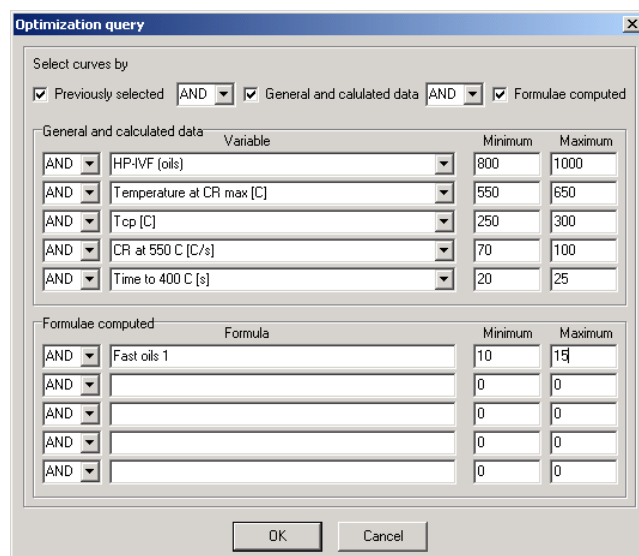 Optimization query
Select curves by
Previously selected AND General and calulated data AND Formulae computed
General and calculated data
Variable Minimum Maximum
AND HP-IVF (oils) 800 1000
AND Temperature at CR max [C] 550 650
AND Tcp [C] 250 300
AND CR at 550 C [C/s] 70 100
AND Time to 400 C [s] 20 25
Formulae computed
Formula Minimum Maximum
AND Fast oils 1 10 15
AND 0 0
AND 0 0
AND 0 0
AND 0 0
OK Cancel